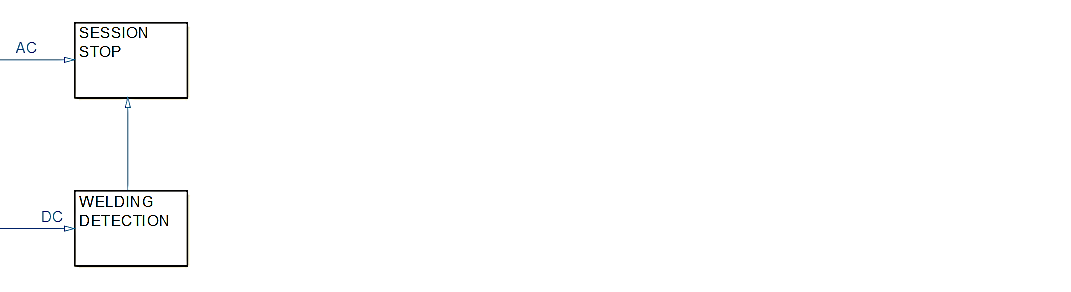 SESSION
STOP
AC
WELDING
DETECTION
DC